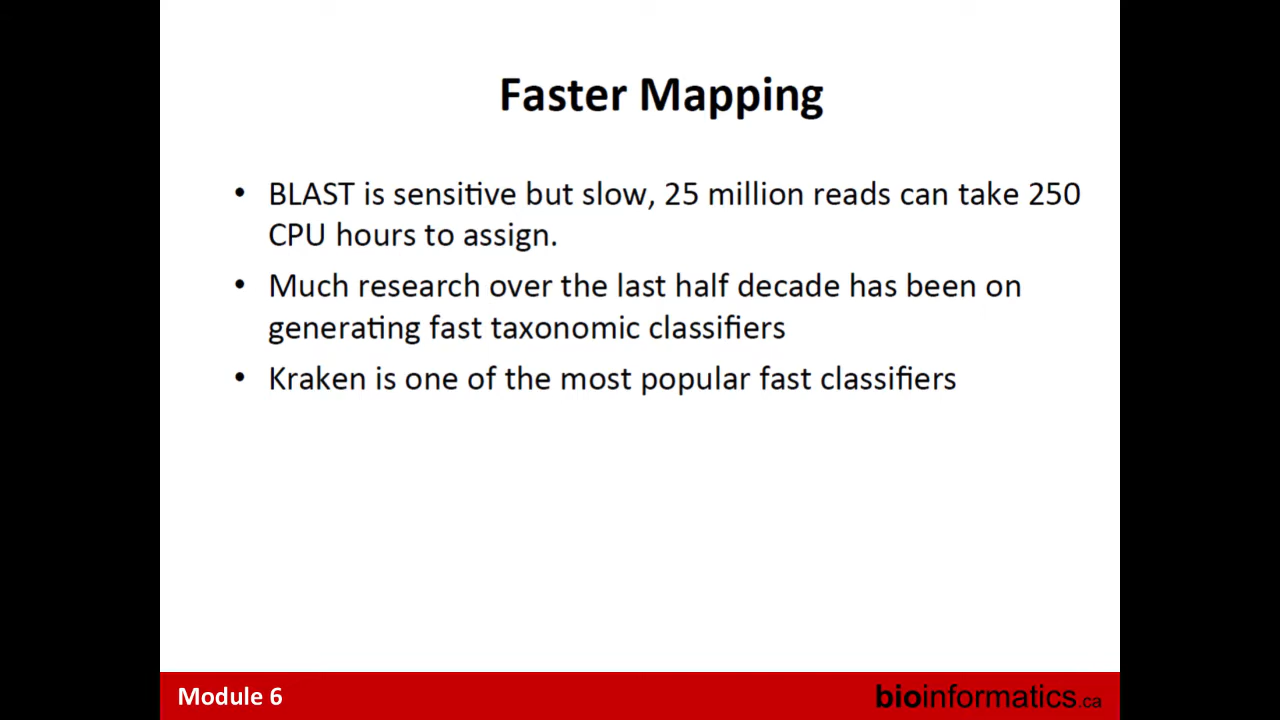 Faster Mapping
• BLAST is sensitive but slow, 25 million reads can take 250
CPU hours to assign.
• Much research over the last half decade has been on
generating fast taxonomic classifiers
• Kraken is one of the most popular fast classifiers
Module 6
bioinformatics.ca